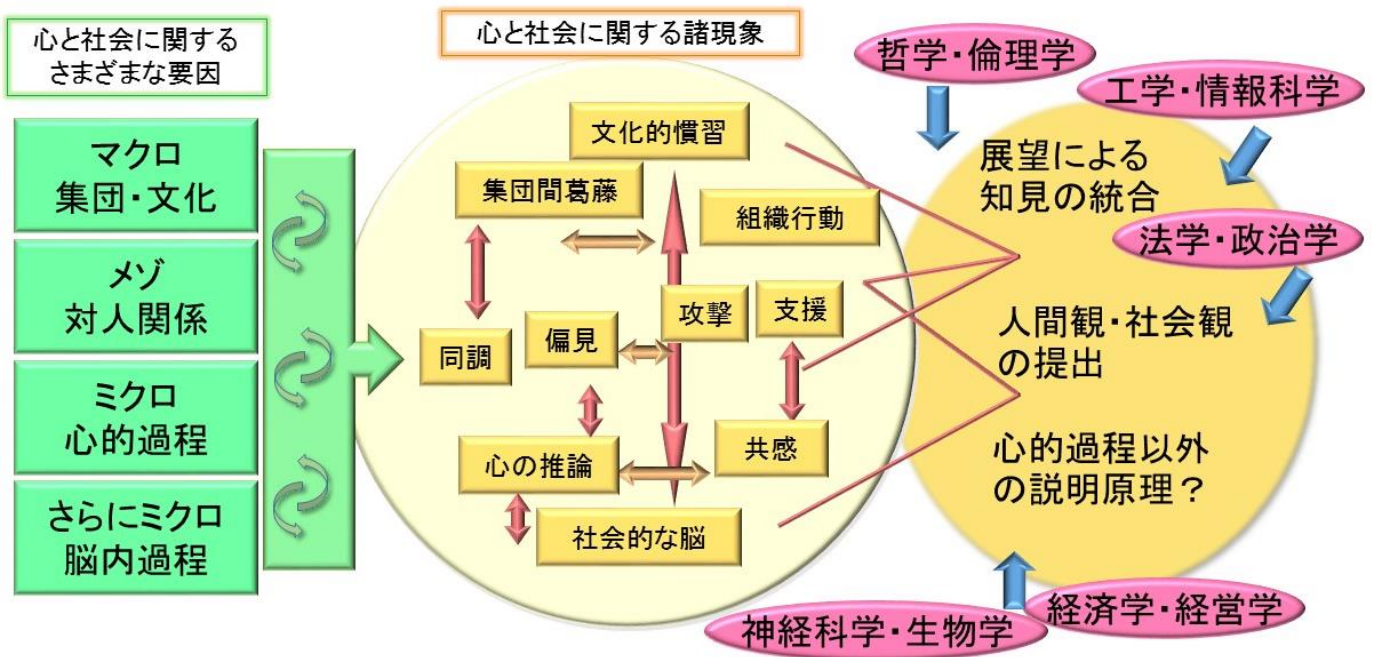 心と社会に関する
さまざまな要因
マクロ
集団・文化
メゾ
対人関係
ミクロ
心的過程
さらにミクロ
脳内過程
心と社会に関する諸現象
文化的慣習
集団間葛藤
組織行動
攻撃
支援
偏見
同調
心の推論
共感
社会的な脳
哲学・倫理学
工学・情報科学
展望による
知見の統合
法学・政治学
人間観・社会観
の提出
心的過程以外
の説明原理?
神経科学・生物学
経済学・経営学